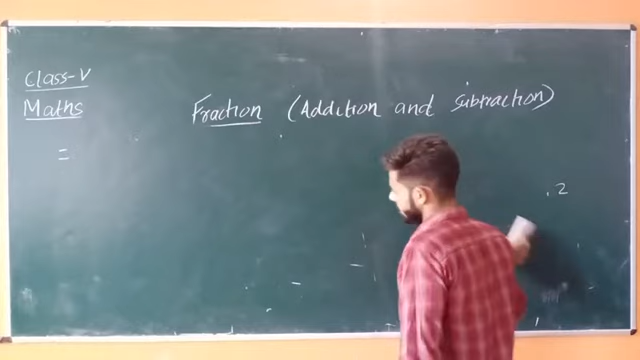 Class-V
Maths
Fraction (Addition and Subtraction)
=
. 2